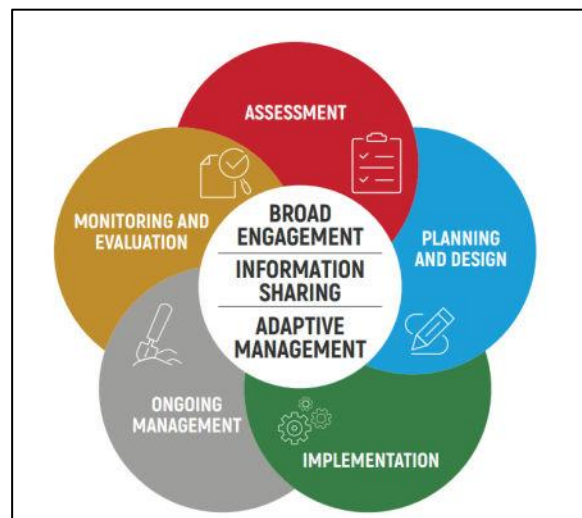 ASSESSMENT
PLANNING
AND DESIGN
IMPLEMENTATION
ONGOING
MANAGEMENT
MONITORING AND
EVALUATION
BROAD
ENGAGEMENT
INFORMATION
SHARING
ADAPTIVE
MANAGEMENT